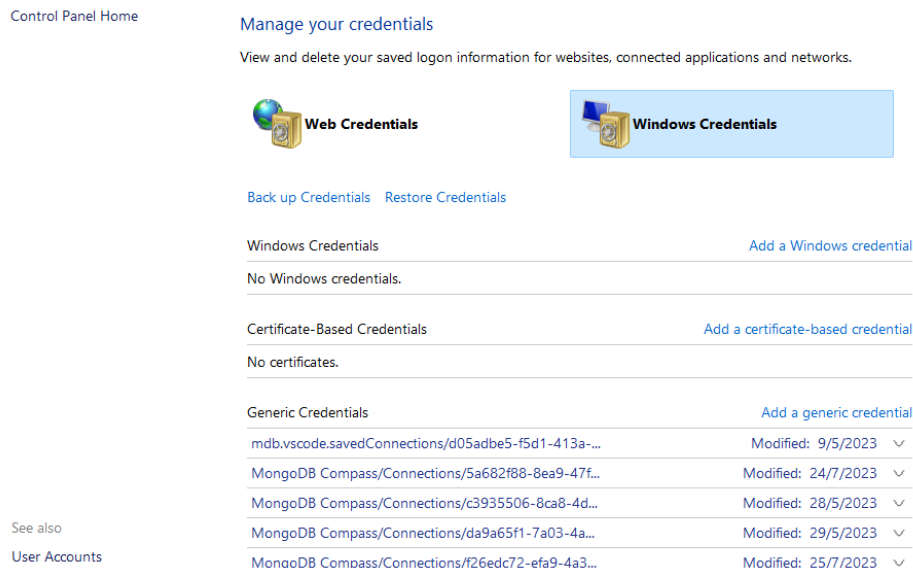 Control Panel Home
Manage your credentials
View and delete your saved logon information for websites, connected applications and networks.
Web Credentials
Windows Credentials
Back up Credentials Restore Credentials
Windows Credentials Add a Windows credential
No Windows credentials.
Certificate-Based Credentials Add a certificate-based credential
No certificates.
Generic Credentials Add a generic credential
mdb.vscode.savedConnections/d05adbe5-f5d1-413a-... Modified: 9/5/2023
MongoDB Compass/Connections/5a682f88-8ea9-47f... Modified: 24/7/2023
MongoDB Compass/Connections/c3935506-8ca8-4d... Modified: 28/5/2023
MongoDB Compass/Connections/da9a65f1-7a03-4a... Modified: 29/5/2023
MongoDB Compass/Connections/f26edc72-efa9-4a3... Modified: 25/7/2023
See also
User Accounts